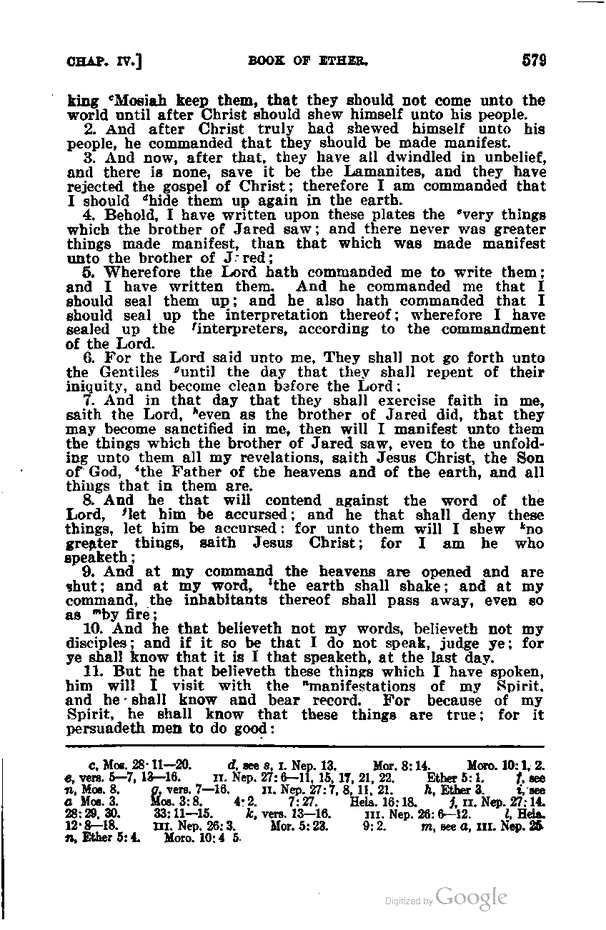 CHAP. IV.] BOOK OF ETHER. 579
king ᶜMosiah keep them, that they should not come unto the
world until after Christ should shew himself unto his people.
2. And after Christ truly had shewed himself unto his
people, he commanded that they should be made manifest.
3. And now, after that, they have all dwindled in unbelief,
and there is none, save it be the Lamanites, and they have
rejected the gospel of Christ; therefore I am commanded that
I should ᵈhide them up again in the earth.
4. Behold, I have written upon these plates the ᵉvery things
which the brother of Jared saw; and there never was greater
things made manifest, than that which was made manifest
unto the brother of J red;
5. Wherefore the Lord hath commanded me to write them;
and I have written them. And he commanded me that I
should seal them up; and he also hath commanded that I
should seal up the interpretation thereof; wherefore I have
sealed up the ᶠinterpreters, according to the commandment
of the Lord.
6. For the Lord said unto me, They shall not go forth unto
the Gentiles ᵍuntil the day that they shall repent of their
iniquity, and become clean before the Lord;
7. And in that day that they shall exercise faith in me,
saith the Lord, ʰeven as the brother of Jared did, that they
may become sanctified in me, then will I manifest unto them
the things which the brother of Jared saw, even to the unfold-
ing unto them all my revelations, saith Jesus Christ, the Son
of God, ⁱthe Father of the heavens and of the earth, and all
things that in them are.
8. And he that will contend against the word of the
Lord, ʲlet him be accursed; and he that shall deny these
things, let him be accursed: for unto them will I shew ᵏno
greater things, saith Jesus Christ; for I am he who
speaketh;
9. And at my command the heavens are opened and are
shut; and at my word, ˡthe earth shall shake; and at my
command, the inhabitants thereof shall pass away, even so
as ᵐby fire;
10. And he that believeth not my words, believeth not my
disciples; and if it so be that I do not speak, judge ye; for
ye shall know that it is I that speaketh, at the last day.
11. But he that believeth these things which I have spoken,
him will I visit with the ⁿmanifestations of my Spirit,
and he shall know and bear record. For because of my
Spirit, he shall know that these things are true; for it
persuadeth men to do good:
c, Mos. 28:11–20. d, see s, I. Nep. 13. Mor. 8:14. Moro. 10:1, 2.
e, vers. 5–7, 13–16. II. Nep. 27:6–11, 15, 17, 21, 22. Ether 5:1. f, see
n, Mos. 8. g, vers. 7–16. II. Nep. 27:7, 8, 11, 21. h, Ether 3. i, see
a Mos. 3. Mos. 3:8. 4:2. 7:27. Hela. 16:18. j, II. Nep. 27:14.
28:29, 30. 33:11–15. k, vers. 13–16. III. Nep. 26:6–12. l, Hela.
12:8–18. III. Nep. 26:3. Mor. 5:23. 9:2. m, see a, III. Nep. 25
n, Ether 5:4. Moro. 10:4 5.
Digitized by Google